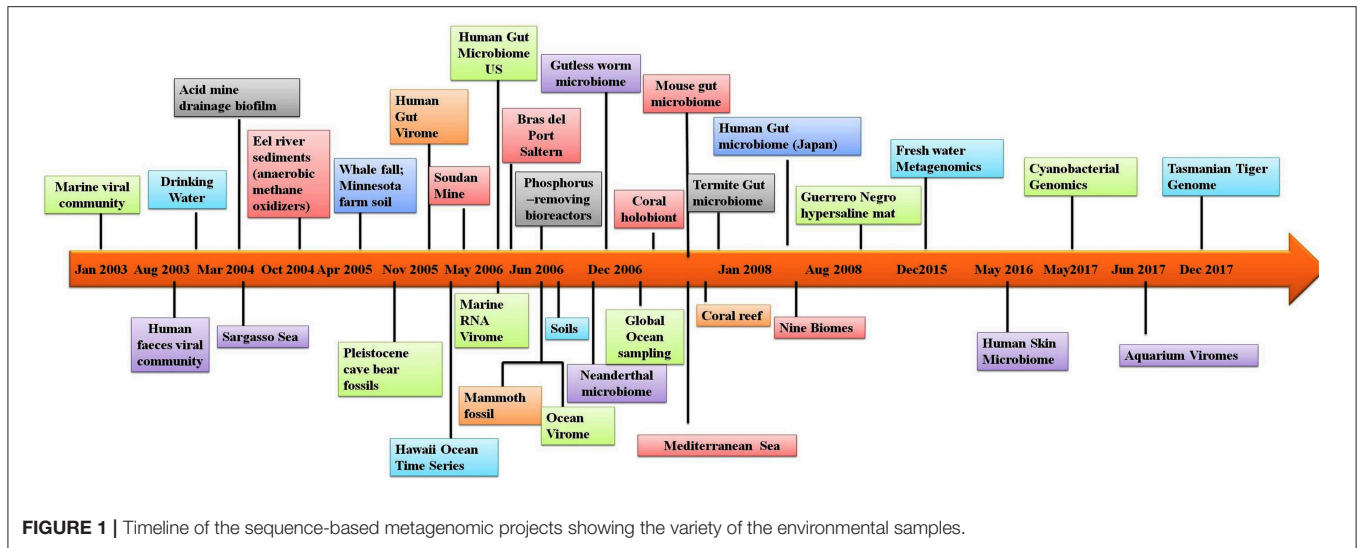 Human Gut
Microbiome
US
Gutless worm
microbiome
Acid mine
drainage biofilm
Human
Gut
Virome
Mouse gut
microbiome
Bras del
Port
Saltern
Human Gut
microbiome (Japan)
Eel river
sediments
(anaerobic
methane
oxidizers)
Fresh water
Metagenomics
Marine viral
community
Drinking
Water
Whale fall;
Minnesota
farm soil
Soudan
Mine
Phosphorus
–removing
bioreactors
Coral
holobiont
Termite Gut
microbiome
Guerrero Negro
hypersaline mat
Cyanobacterial
Genomics
Tasmanian Tiger
Genome
Jan 2003 Aug 2003 Mar 2004 Oct 2004 Apr 2005 Nov 2005 May 2006 Jun 2006 Dec 2006 Jan 2008 Aug 2008 Dec2015 May 2016 May2017 Jun 2017 Dec 2017
Human
faeces viral
community
Sargasso Sea
Pleistocene
cave bear
fossils
Marine
RNA
Virome
Soils
Global
Ocean
sampling
Coral reef
Nine Biomes
Human Skin
Microbiome
Aquarium Viromes
Neanderthal
microbiome
Mammoth
fossil
Ocean
Virome
Hawaii Ocean
Time Series
Mediterranean Sea
FIGURE 1 | Timeline of the sequence-based metagenomic projects showing the variety of the environmental samples.